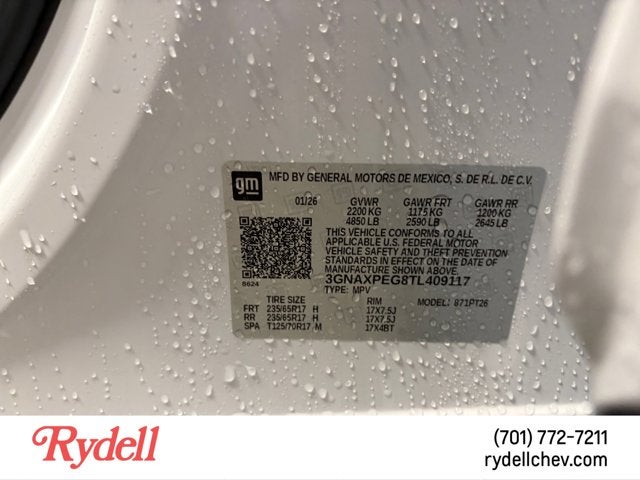 gm MFD BY GENERAL MOTORS DE MEXICO, S. DE R.L. DE C.V.
01/26 GVWR GAWR FRT GAWR RR
2200 KG 1175 KG 1200 KG
4850 LB 2590 LB 2645 LB
THIS VEHICLE CONFORMS TO ALL
APPLICABLE U.S. FEDERAL MOTOR
VEHICLE SAFETY AND THEFT PREVENTION
STANDARDS IN EFFECT ON THE DATE OF
MANUFACTURE SHOWN ABOVE.
3GNAXPEG8TL409117
8624 TYPE: MPV
TIRE SIZE RIM MODEL: 871PT26
FRT 235/65R17 H 17X7.5J
RR 235/65R17 H 17X7.5J
SPA T125/70R17 M 17X4BT
Rydell
(701) 772-7211
rydellchev.com